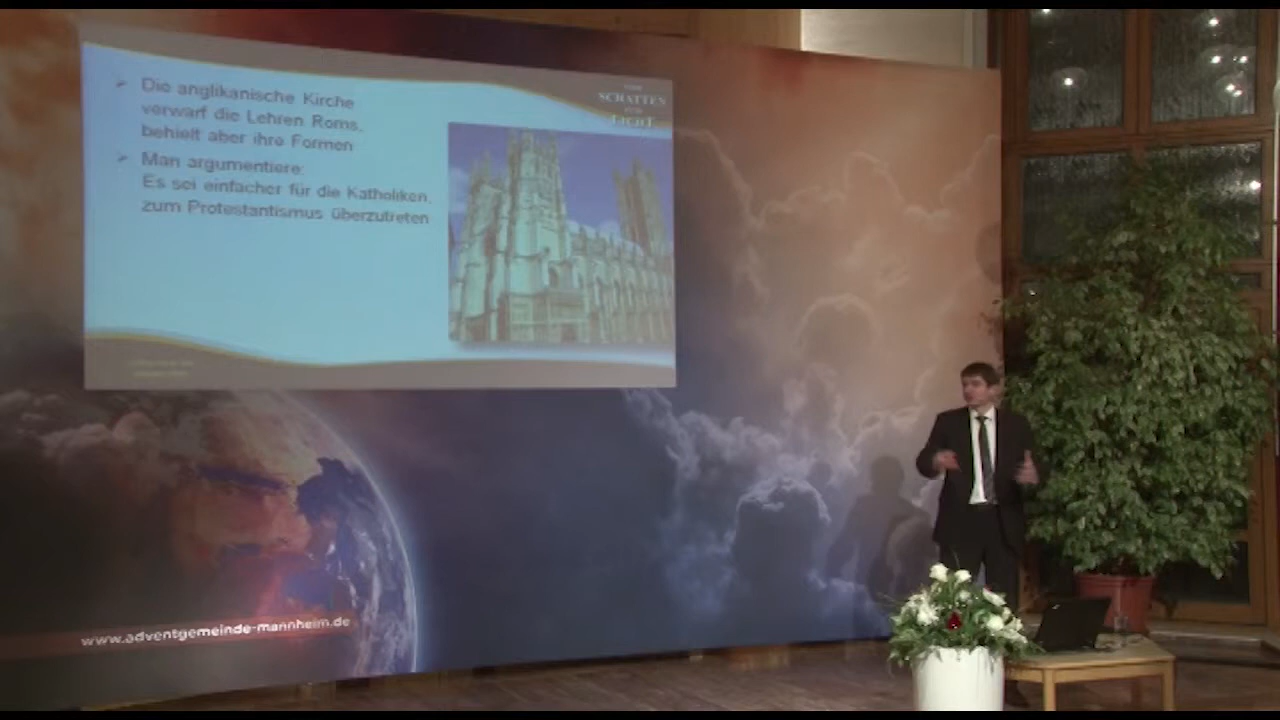 Die anglikanische Kirche
verwarf die Lehren Roms,
behielt aber ihre Formen
Man argumentiere:
Es sei einfacher für die Katholiken,
zum Protestantismus überzutreten
SCHATTEN
LICHT
www.adventgemeinde-mannheim.de